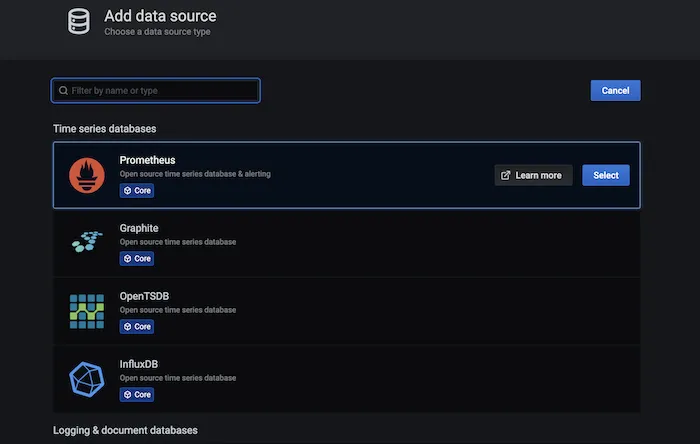 Add data source
Choose a data source type
Filter by name or type
Cancel
Time series databases
Prometheus
Open source time series database & alerting
Core
Learn more
Select
Graphite
Open source time series database
Core
OpenTSDB
Open source time series database
Core
InfluxDB
Open source time series database
Core
Logging & document databases